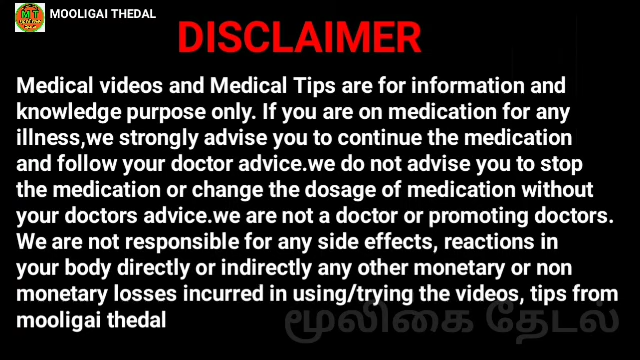 MOOLIGAI THEDAL
DISCLAIMER
Medical videos and Medical Tips are for information and
knowledge purpose only. If you are on medication for any
illness,we strongly advise you to continue the medication
and follow your doctor advice.we do not advise you to stop
the medication or change the dosage of medication without
your doctors advice.we are not a doctor or promoting doctors.
We are not responsible for any side effects, reactions in
your body directly or indirectly any other monetary or non
monetary losses incurred in using/trying the videos, tips from
mooligai thedal
மூலிகை தேடல்